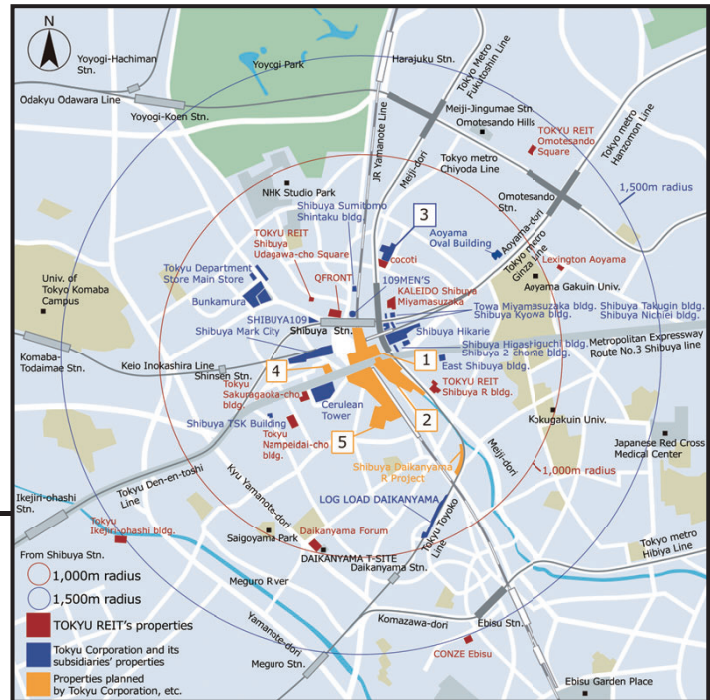 N
Yoyogi-Hachiman
Stn.
Yoycgi Park
Harajuku Stn.
Tokyo Metro
Fukutoshin Line
Odakyu Odawara Line
Yoyogi-Koen Stn.
JR Yamanote Line
Meiji-dori
Meiji-Jingumae Stn.
Omotesando Hills
TOKYU REIT
Omotesando
Square
Tokyo metro
Hanzomon Line
Tokyo metro
Chiyoda Line
NHK Studio Park
Omotesando
Stn.
1,500m radius
Shibuya Sumitomo
Shintaku bldg.
3
TOKYU REIT
Shibuya
Udagawa-cho Square
Aoyama
Oval Building
Aoyama-dori
Tokyo metro
Ginza Line
cocoti
Lexington Aoyama
Tokyu Department
Store Main Store
QFRONT
109MEN'S
KALEIDO Shibuya
Miyamasuzaka
Aoyama Gakuin Univ.
Univ. of
Tokyo Komaba
Campus
Bunkamura
Towa Miyamasuzaka bldg.
Shibuya Kyowa bldg.
Shibuya Takugin bldg.
Shibuya Nichiei bldg.
SHIBUYA109
Shibuya Stn.
Shibuya Mark City
Shibuya Hikarie
Metropolitan Expressway
Route No.3 Shibuya line
Shibuya Higashiguchi bldg.
Shibuya 2-chome bldg.
Komaba-
Todaimae Stn.
Keio Inokashira Line
Shinsen Stn.
1
East Shibuya bldg.
4
Tokyu
Sakuragaoka-cho
bldg.
TOKYU REIT
Shibuya R bldg.
Cerulean
Tower
2
Shibuya TSK Buildng
Tokyu
Nampeidai-cho
bldg.
5
Kokugakuin Univ.
Japanese Red Cross
Medical Center
Meiji-dori
Shibuya Daikanyama
R Project
1,000m radius
Tokyu Den-en-toshi
Line
Ikejiri-ohashi
Stn.
Kyu Yamanote-dori
LOG LOAD DAIKANYAMA
Tokyu Toyoko
Line
Tokyu
Ikejiri-ohashi bldg.
Saigoyama Park
Daikanyama Forum
DAIKANYAMA T-SITE
Daikanyama Stn.
Tokyo metro
Hibiya Line
From Shibuya Stn.
1,000m radius
1,500m radius
TOKYU REIT's properties
Tokyu Corporation and its
subsidiaries' properties
Properties planned
by Tokyu Corporation, etc.
Meguro Rver
Yamanote-dori
Meguro Stn.
Komazawa-dori
Ebisu Stn.
CONZE Ebisu
Ebisu Garden Place